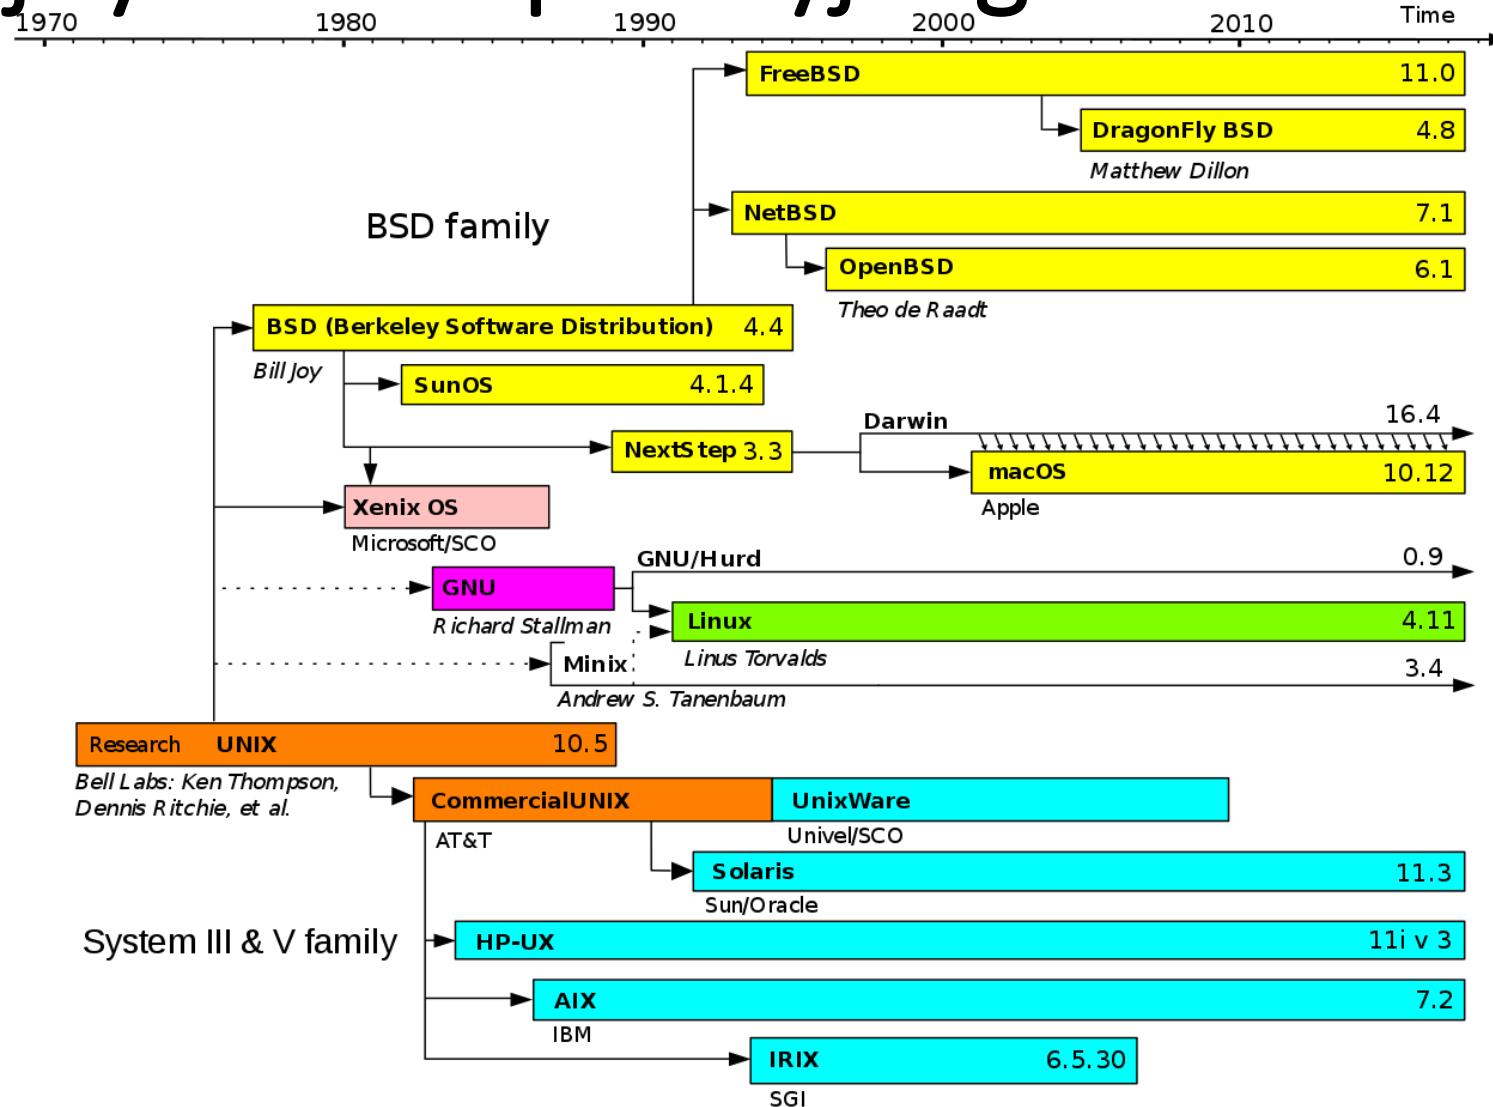 1970 1980 1990 2000 2010 Time
FreeBSD 11.0
DragonFly BSD 4.8
Matthew Dillon
NetBSD 7.1
BSD family
OpenBSD 6.1
Theo de Raadt
BSD (Berkeley Software Distribution) 4.4
Bill Joy
SunOS 4.1.4
Darwin 16.4
NextStep 3.3
macOS 10.12
Apple
Xenix OS
Microsoft/SCO
GNU/Hurd 0.9
GNU
Richard Stallman
Linux 4.11
Linus Torvalds
Minix 3.4
Andrew S. Tanenbaum
Research UNIX 10.5
Bell Labs: Ken Thompson,
Dennis Ritchie, et al.
CommercialUNIX UnixWare
AT&T Univel/SCO
Solaris 11.3
Sun/Oracle
System III & V family
HP-UX 11i v 3
AIX 7.2
IBM
IRIX 6.5.30
SGI